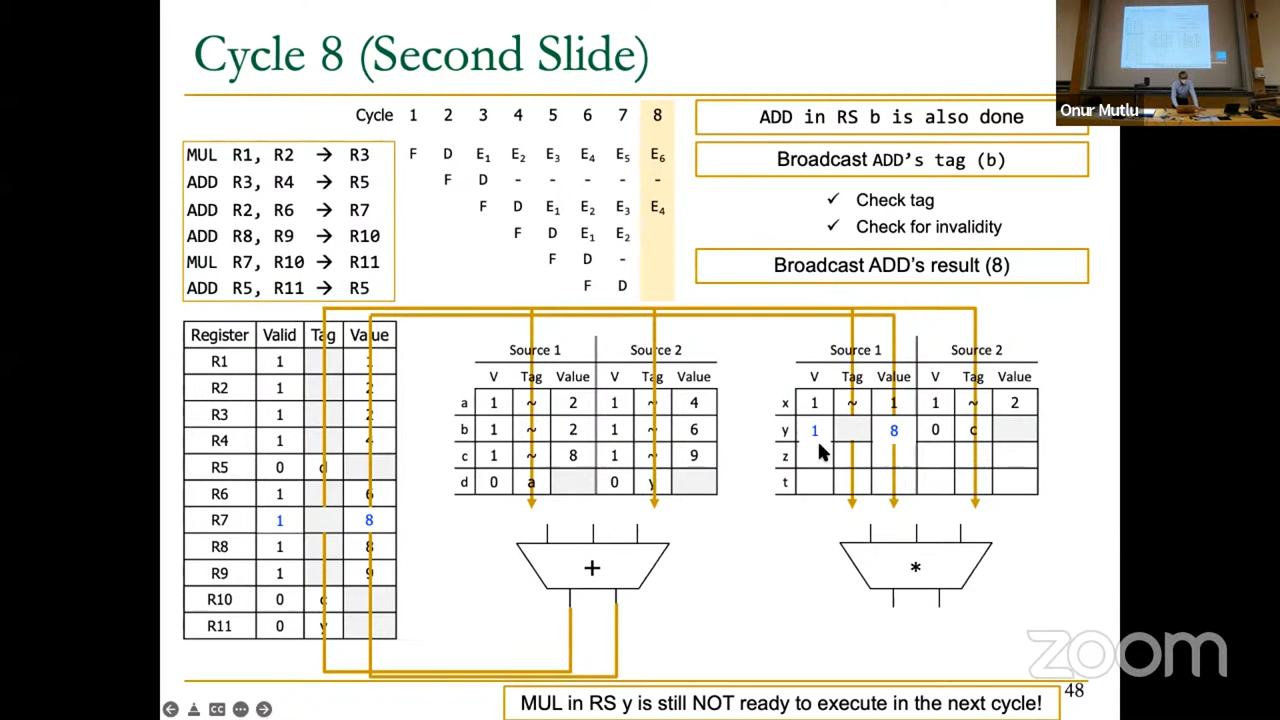 Cycle 8 (Second Slide)
Onur Mutlu
Cycle 1 2 3 4 5 6 7 8
MUL R1, R2 → R3 F D E₁ E₂ E₃ E₄ E₅ E₆
ADD R3, R4 → R5 F D - - - - -
ADD R2, R6 → R7 F D E₁ E₂ E₃ E₄
ADD R8, R9 → R10 F D E₁ E₂
MUL R7, R10 → R11 F D -
ADD R5, R11 → R5 F D
ADD in RS b is also done
Broadcast ADD's tag (b)
✓ Check tag
✓ Check for invalidity
Broadcast ADD's result (8)
Register Valid Tag Value
R1 1 1
R2 1 2
R3 1 2
R4 1 4
R5 0 d
R6 1 6
R7 1 8
R8 1 8
R9 1 9
R10 0 c
R11 0 y
Source 1 Source 2
V Tag Value V Tag Value
a 1 ~ 2 1 ~ 4
b 1 ~ 2 1 ~ 6
c 1 ~ 8 1 ~ 9
d 0 a 0 y
+
Source 1 Source 2
V Tag Value V Tag Value
x 1 ~ 1 1 ~ 2
y 1 8 0 c
z
t
*
MUL in RS y is still NOT ready to execute in the next cycle!
48
zoom
CC